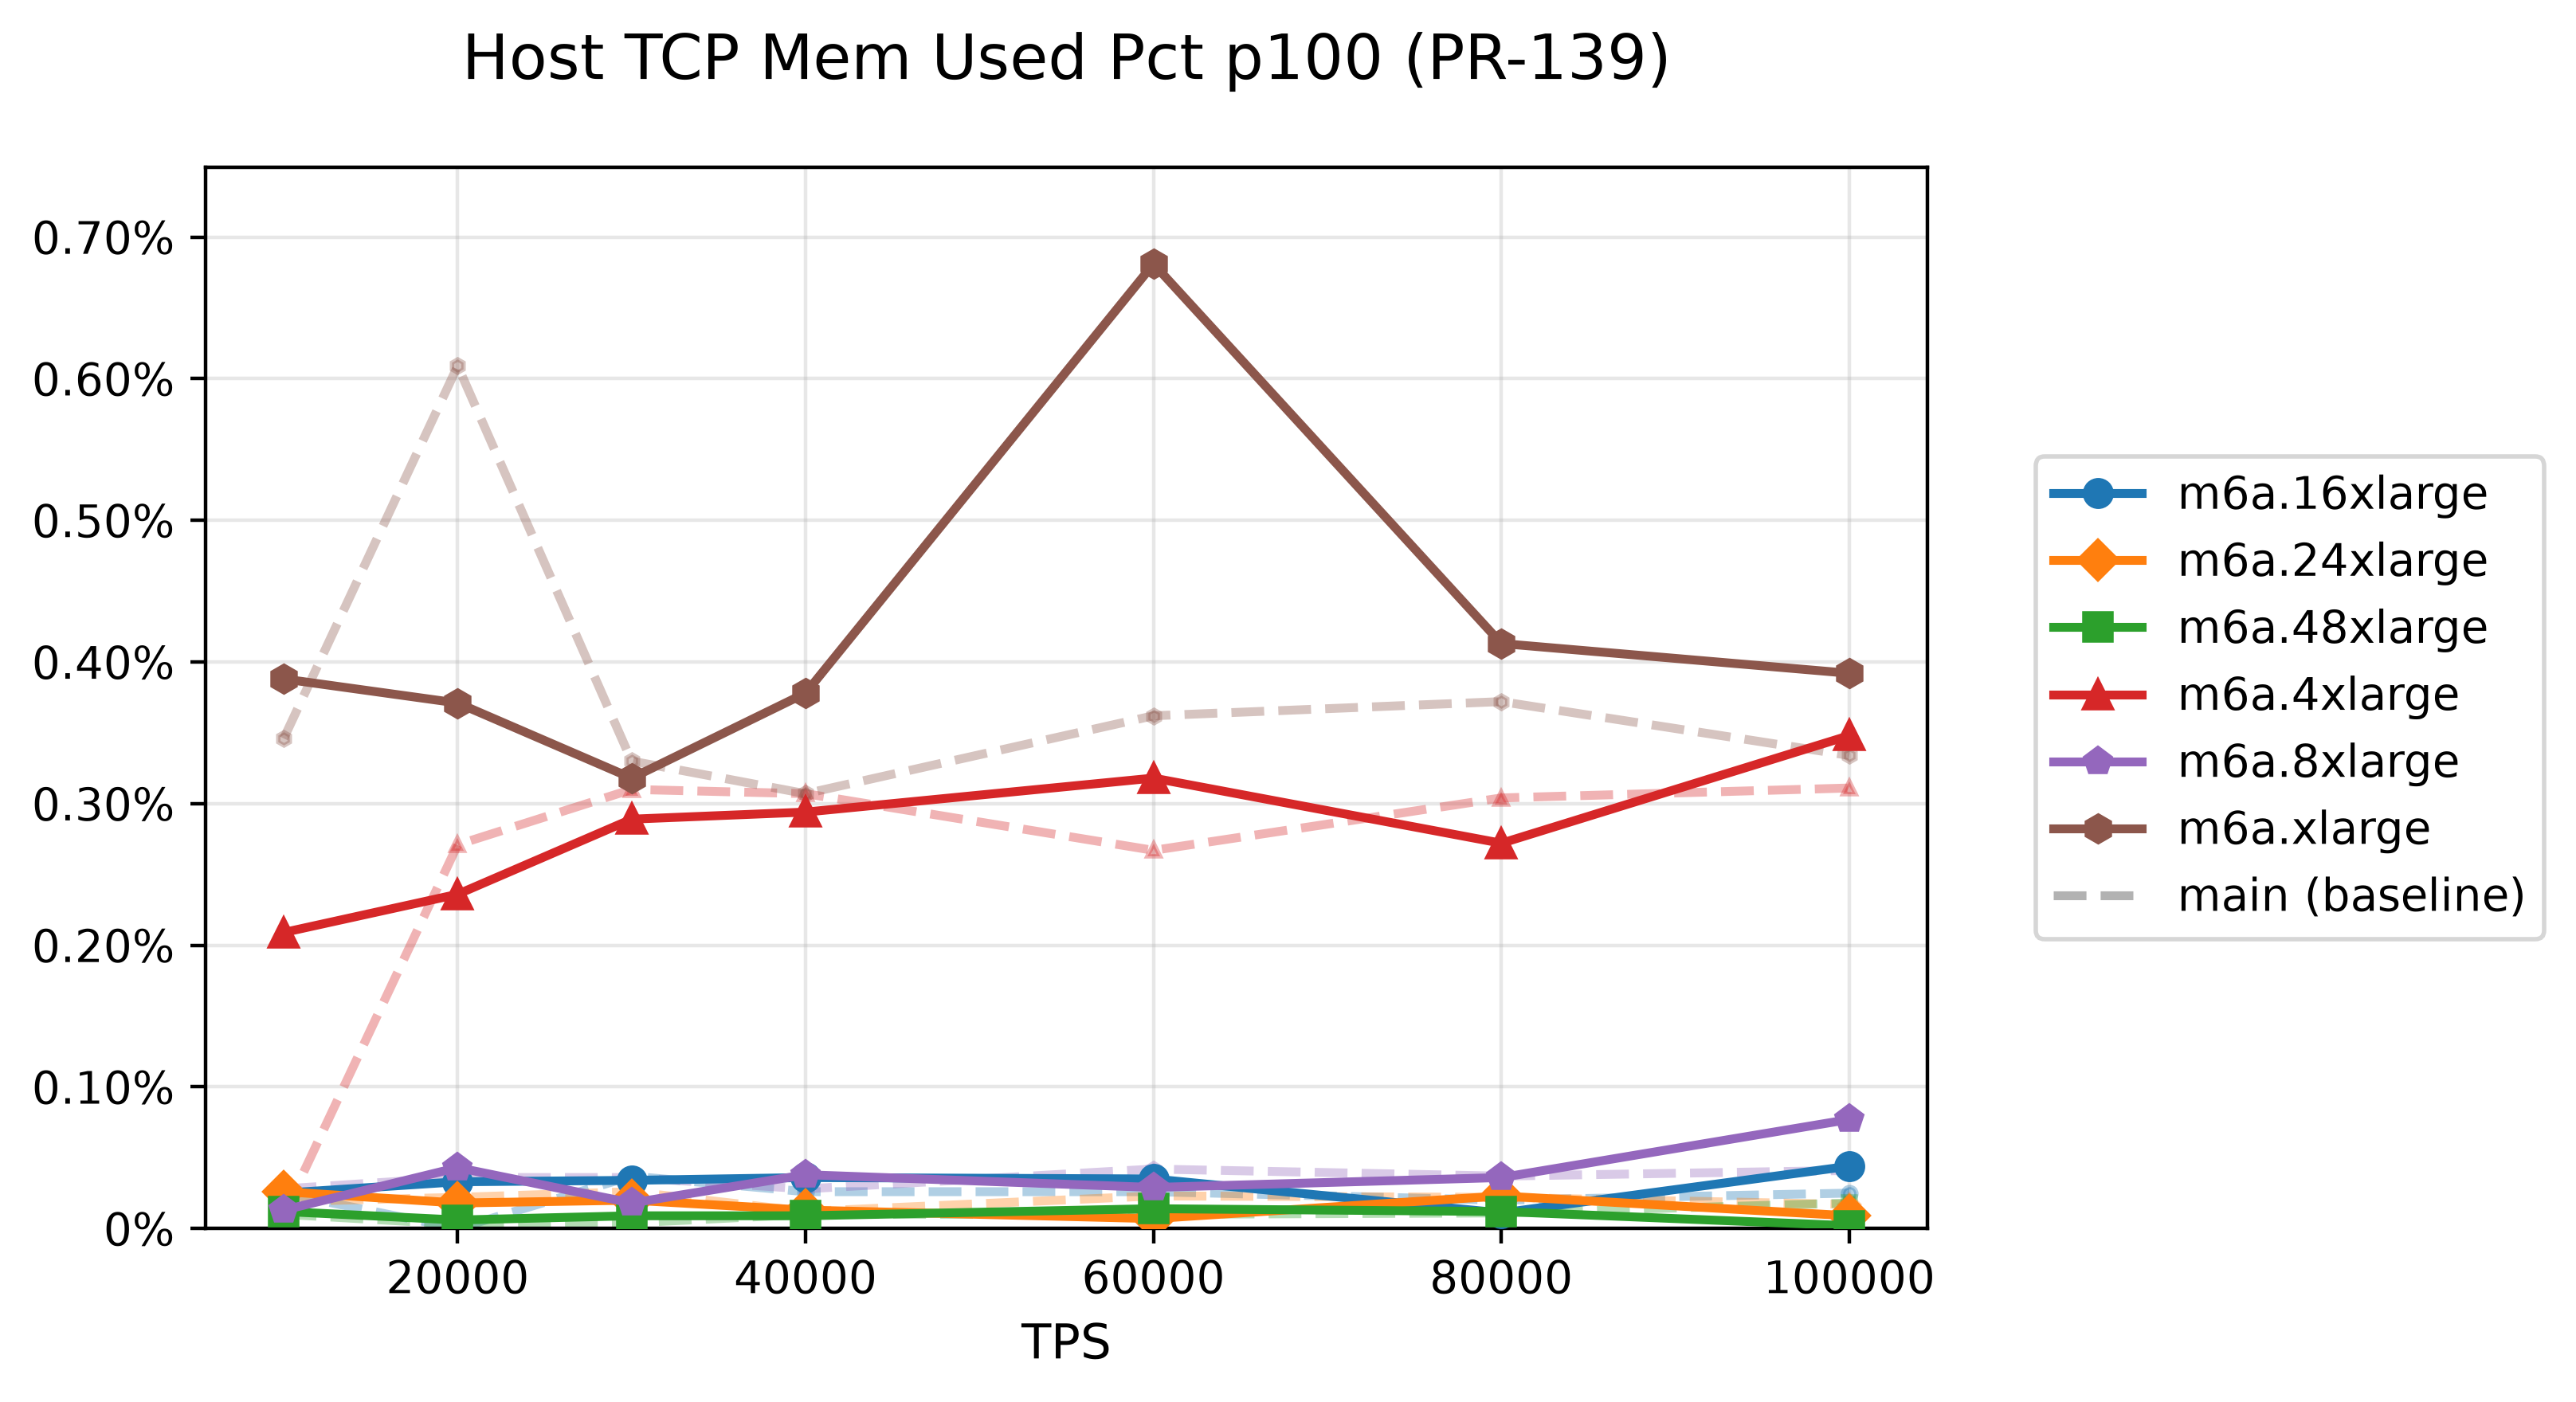 Host TCP Mem Used Pct p100 (PR-139)
0.70%
0.60%
0.50%
0.40%
0.30%
0.20%
0.10%
0%
20000
40000
60000
80000
100000
TPS
m6a.16xlarge
m6a.24xlarge
m6a.48xlarge
m6a.4xlarge
m6a.8xlarge
m6a.xlarge
main (baseline)